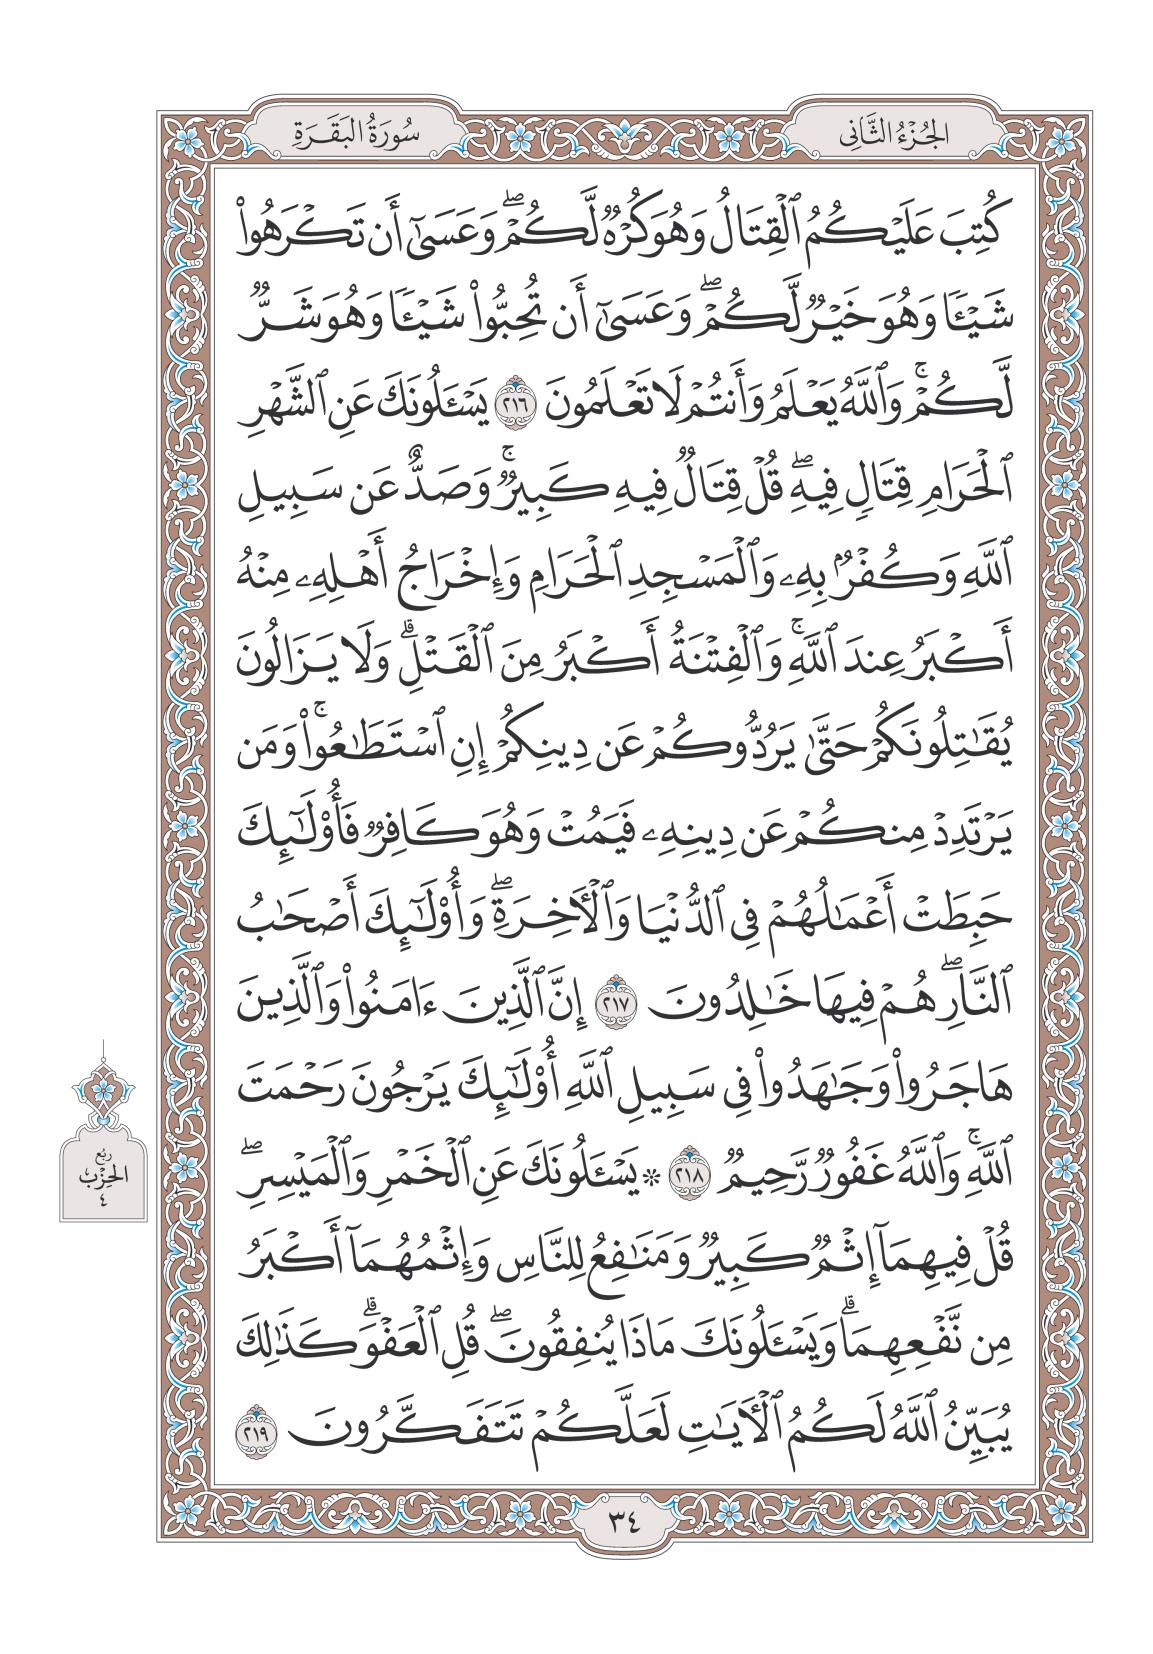 الجُزْءُ الثَّانِي
سُورَةُ البَقَرَةِ
كُتِبَ عَلَيْكُمُ ٱلْقِتَالُ وَهُوَ كُرْهٌ لَّكُمْۖ وَعَسَىٰٓ أَن تَكْرَهُوا۟
شَيْـًٔا وَهُوَ خَيْرٌ لَّكُمْۖ وَعَسَىٰٓ أَن تُحِبُّوا۟ شَيْـًٔا وَهُوَ شَرٌّ
لَّكُمْۚ وَٱللَّهُ يَعْلَمُ وَأَنتُمْ لَا تَعْلَمُونَ ٢١٦ يَسْـَٔلُونَكَ عَنِ ٱلشَّهْرِ
ٱلْحَرَامِ قِتَالٍ فِيهِۖ قُلْ قِتَالٌ فِيهِ كَبِيرٌۚ وَصَدٌّ عَن سَبِيلِ
ٱللَّهِ وَكُفْرٌۢ بِهِۦ وَٱلْمَسْجِدِ ٱلْحَرَامِ وَإِخْرَاجُ أَهْلِهِۦ مِنْهُ
أَكْبَرُ عِندَ ٱللَّهِۚ وَٱلْفِتْنَةُ أَكْبَرُ مِنَ ٱلْقَتْلِۗ وَلَا يَزَالُونَ
يُقَـٰتِلُونَكُمْ حَتَّىٰ يَرُدُّوكُمْ عَن دِينِكُمْ إِنِ ٱسْتَطَـٰعُوا۟ۚ وَمَن
يَرْتَدِدْ مِنكُمْ عَن دِينِهِۦ فَيَمُتْ وَهُوَ كَافِرٌ فَأُو۟لَـٰٓئِكَ
حَبِطَتْ أَعْمَـٰلُهُمْ فِى ٱلدُّنْيَا وَٱلْـَٔاخِرَةِۖ وَأُو۟لَـٰٓئِكَ أَصْحَـٰبُ
ٱلنَّارِۖ هُمْ فِيهَا خَـٰلِدُونَ ٢١٧ إِنَّ ٱلَّذِينَ ءَامَنُوا۟ وَٱلَّذِينَ
هَاجَرُوا۟ وَجَـٰهَدُوا۟ فِى سَبِيلِ ٱللَّهِ أُو۟لَـٰٓئِكَ يَرْجُونَ رَحْمَتَ
ٱللَّهِۚ وَٱللَّهُ غَفُورٌ رَّحِيمٌ ٢١٨ ۞ يَسْـَٔلُونَكَ عَنِ ٱلْخَمْرِ وَٱلْمَيْسِرِۖ
قُلْ فِيهِمَآ إِثْمٌ كَبِيرٌ وَمَنَـٰفِعُ لِلنَّاسِ وَإِثْمُهُمَآ أَكْبَرُ
مِن نَّفْعِهِمَاۗ وَيَسْـَٔلُونَكَ مَاذَا يُنفِقُونَۖ قُلِ ٱلْعَفْوَۗ كَذَٰلِكَ
يُبَيِّنُ ٱللَّهُ لَكُمُ ٱلْـَٔايَـٰتِ لَعَلَّكُمْ تَتَفَكَّرُونَ ٢١٩
رُبْع
الحِزْب
٤
٣٤